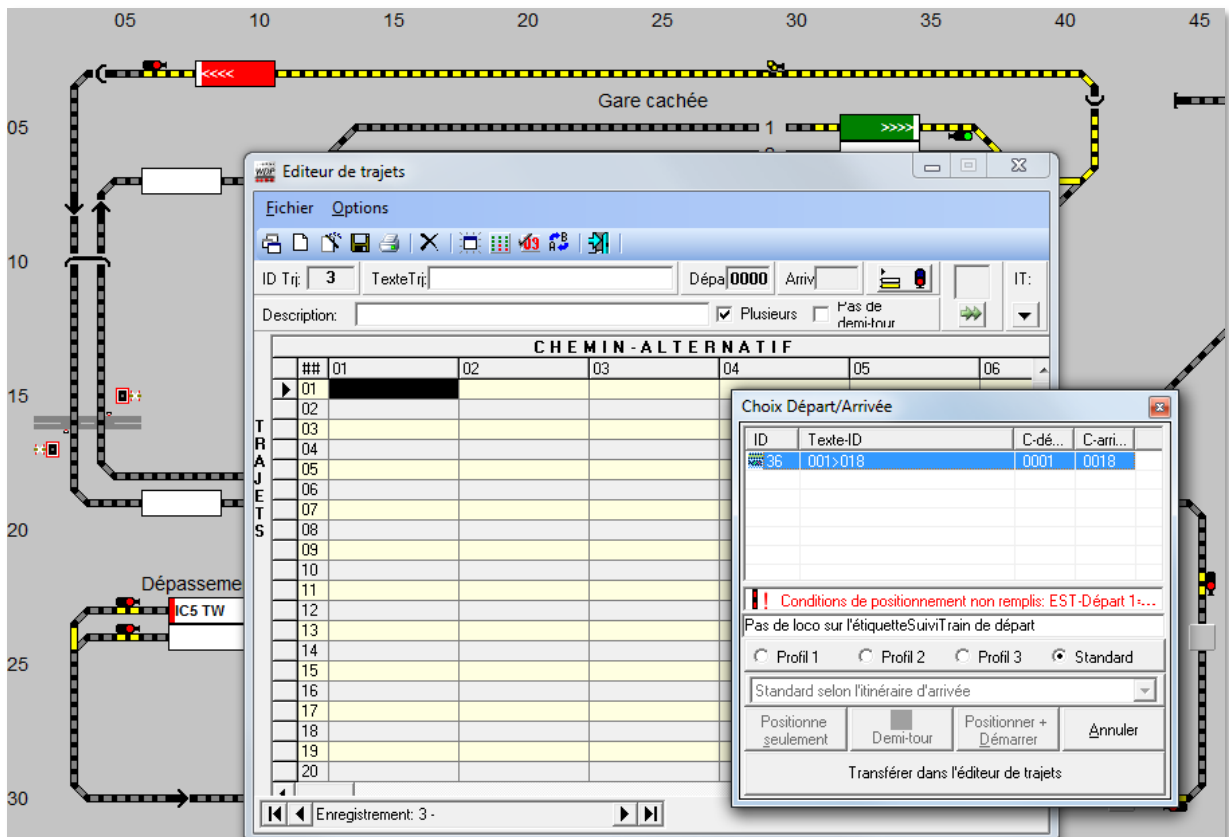 05 10 15 20 25 30 35 40 45
<<<<
Gare cachée
05
1 >>>>
Editeur de trajets
Fichier Options
10
ID Trj: 3 TexteTrj: Dépa 0000 Arriv IT:
Description: Plusieurs Pas de demi-tour
CHEMIN-ALTERNATIF
## 01 02 03 04 05 06
TRAJETS
01
02
03
04
05
06
07
08
09
10
11
12
13
14
15
16
17
18
19
20
15
20
Dépasseme
IC5 TW
25
30
Enregistrement: 3 -
Choix Départ/Arrivée
ID Texte-ID C-dé... C-arri...
36 001>018 0001 0018
! Conditions de positionnement non remplis: EST-Départ 1=...
Pas de loco sur l'étiquetteSuiviTrain de départ
Profil 1 Profil 2 Profil 3 Standard
Standard selon l'itinéraire d'arrivée
Positionne seulement
Demi-tour
Positionner + Démarrer
Annuler
Transférer dans l'éditeur de trajets